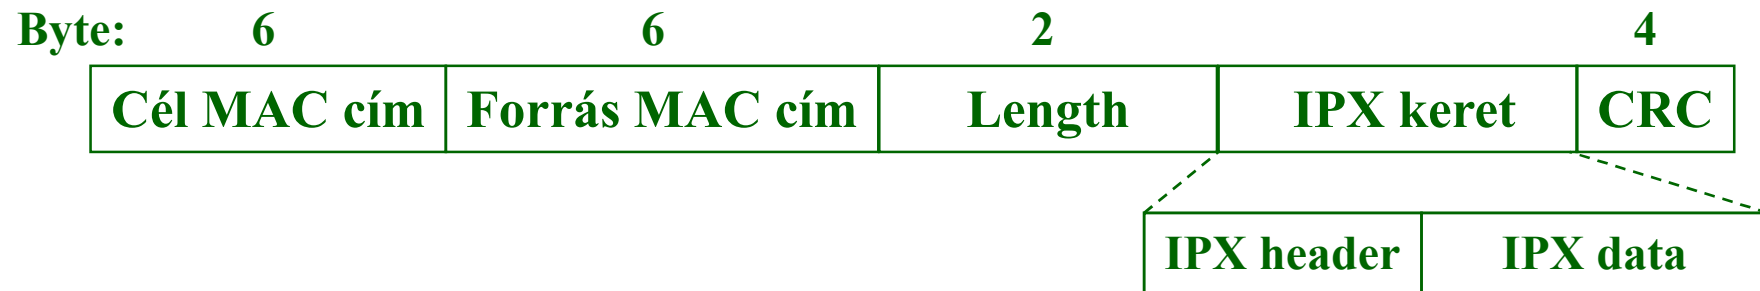 Byte: 6 6 2 4
Cél MAC cím Forrás MAC cím Length IPX keret CRC
IPX header IPX data